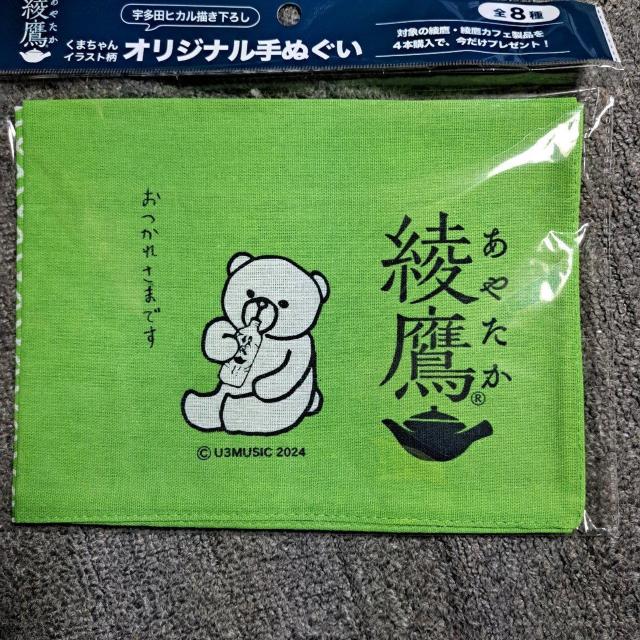 綾鷹
あやたか
宇多田ヒカル描き下ろし
くまちゃん
イラスト柄
オリジナル手ぬぐい
全8種
対象の綾鷹・綾鷹カフェ製品を
4本購入で、今だけプレゼント!
綾鷹
あやたか
®
おつかれさまです
© U3MUSIC 2024